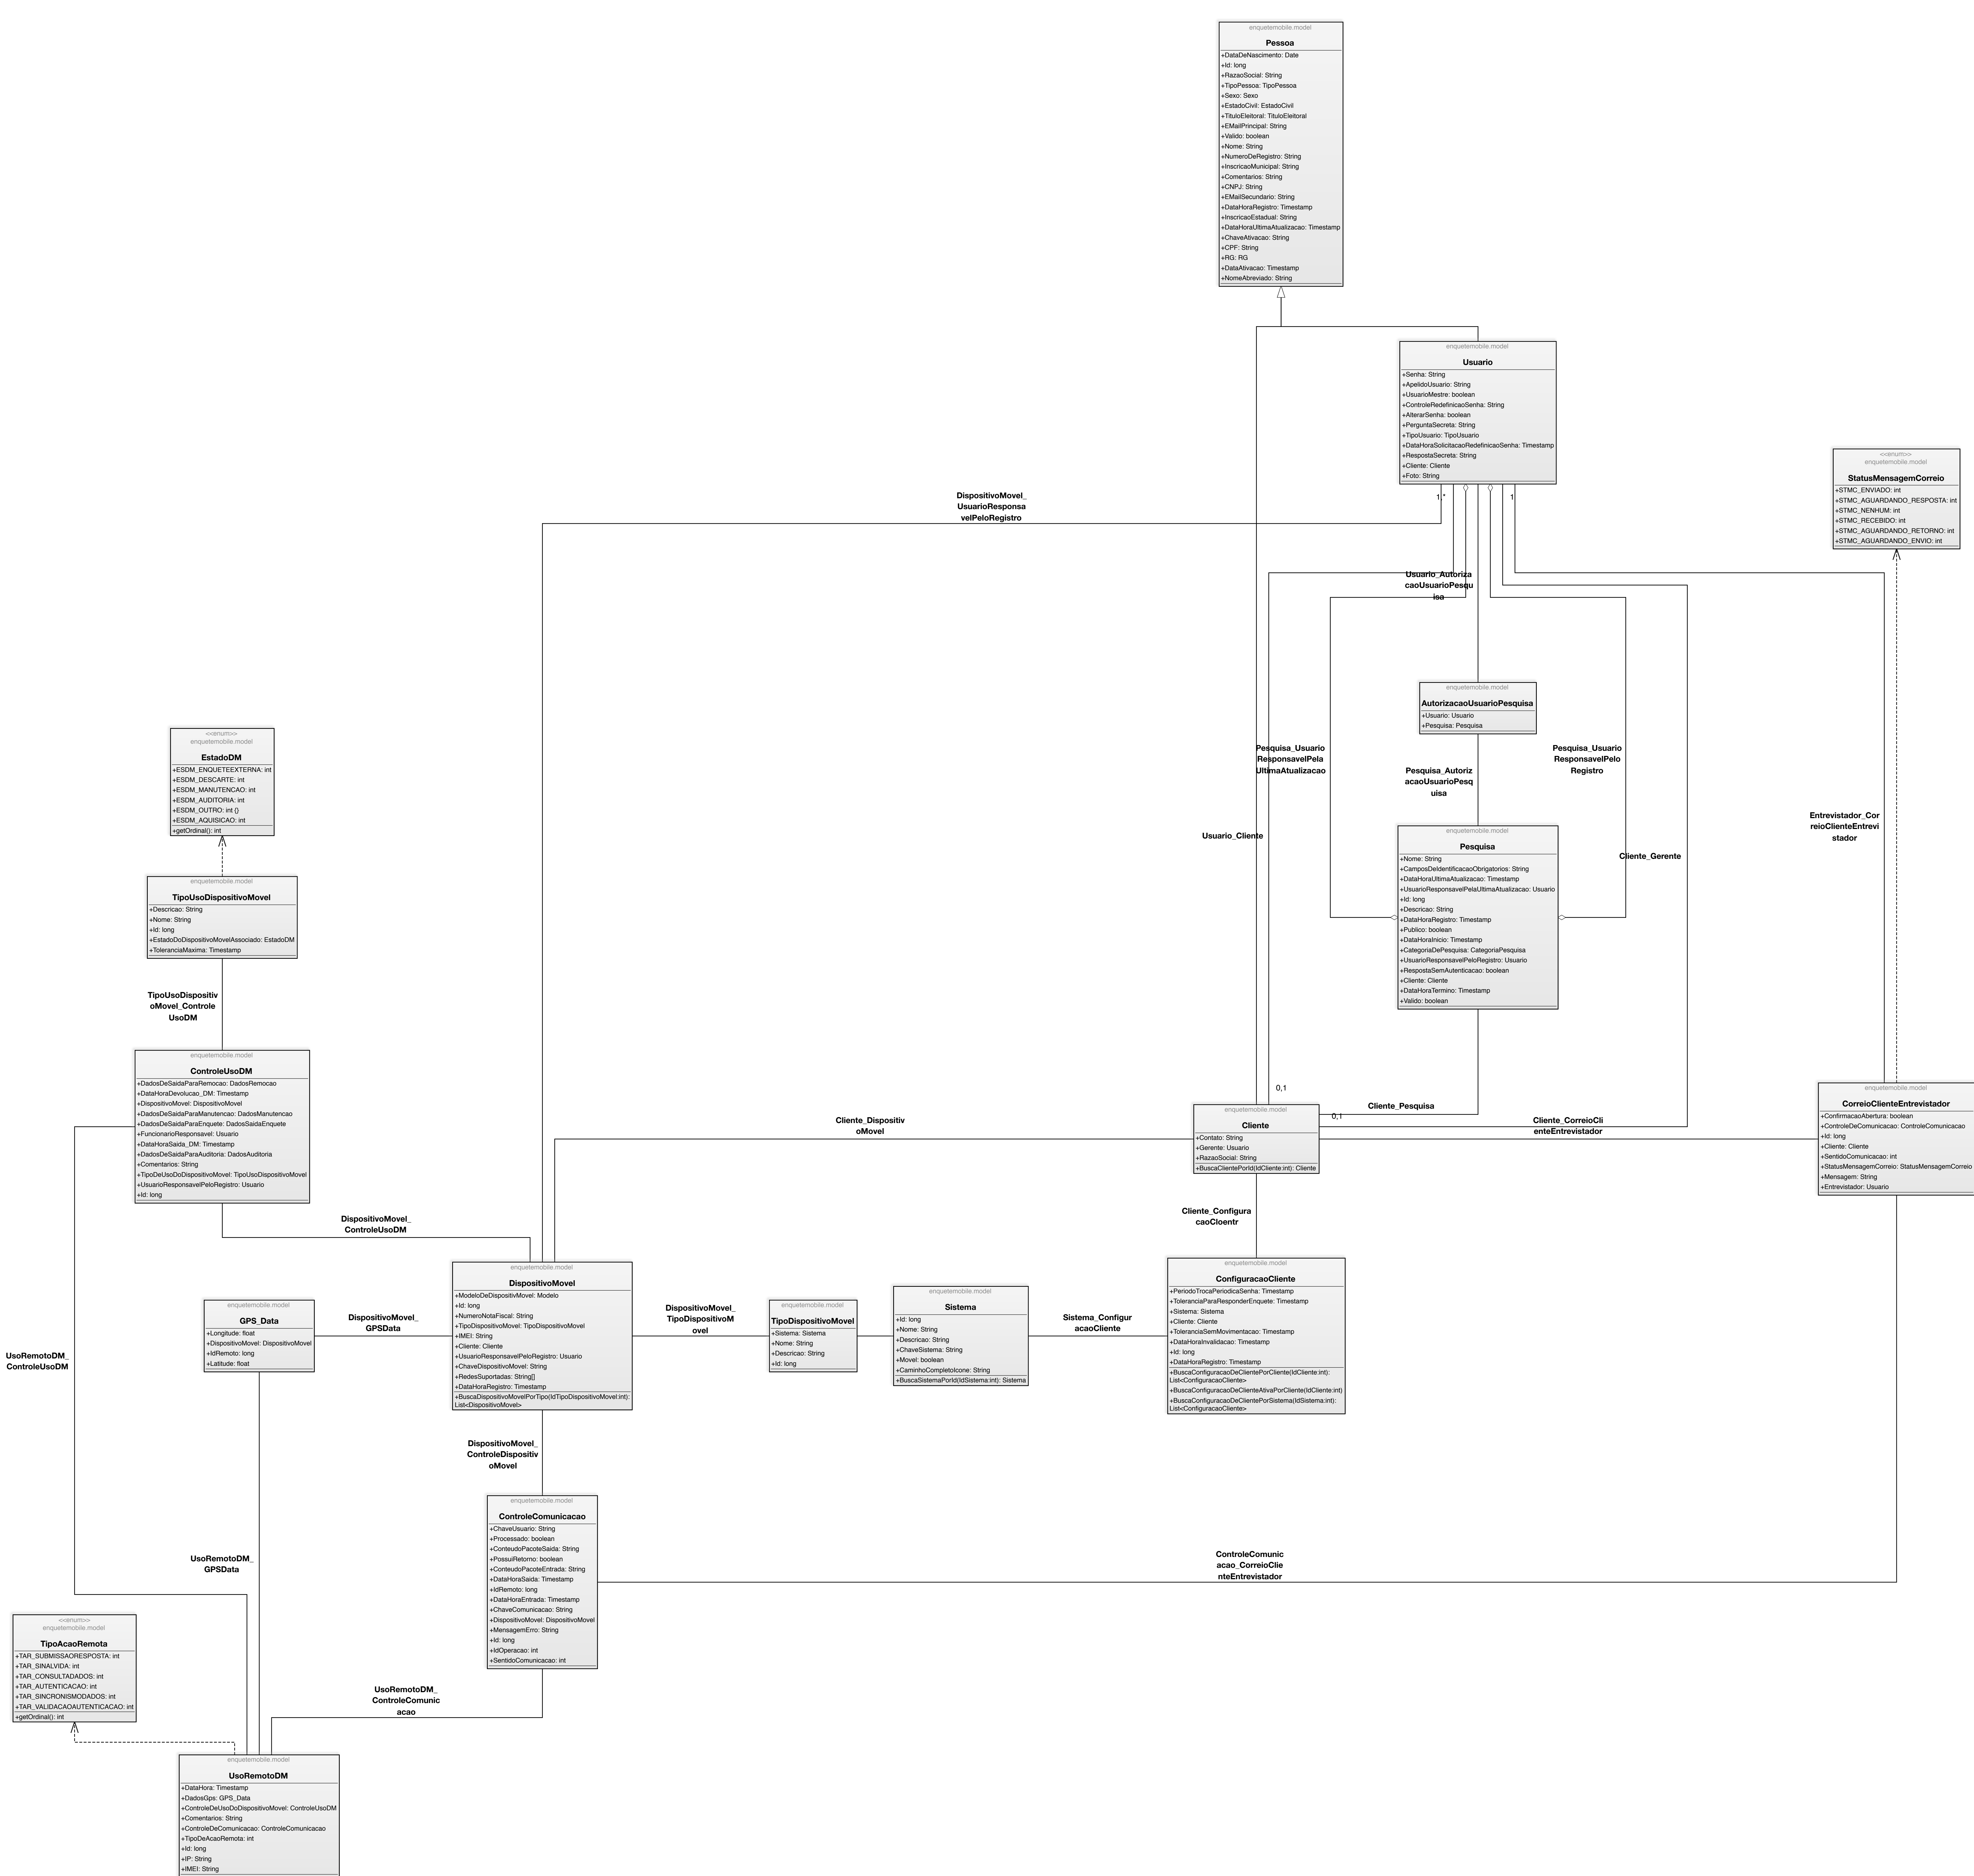 enquetemobile.model
Pessoa
+DataDeNascimento: Date
+Id: long
+RazaoSocial: String
+TipoPessoa: TipoPessoa
+Sexo: Sexo
+EstadoCivil: EstadoCivil
+TituloEleitoral: TituloEleitoral
+EMailPrincipal: String
+Valido: boolean
+Nome: String
+NumeroDeRegistro: String
+InscricaoMunicipal: String
+Comentarios: String
+CNPJ: String
+EMailSecundario: String
+DataHoraRegistro: Timestamp
+InscricaoEstadual: String
+DataHoraUltimaAtualizacao: Timestamp
+ChaveAtivacao: String
+CPF: String
+RG: RG
+DataAtivacao: Timestamp
+NomeAbreviado: String
enquetemobile.model
Usuario
+Senha: String
+ApelidoUsuario: String
+UsuarioMestre: boolean
+ControleRedefinicaoSenha: String
+AlterarSenha: boolean
+PerguntaSecreta: String
+TipoUsuario: TipoUsuario
+DataHoraSolicitacaoRedefinicaoSenha: Timestamp
+RespostaSecreta: String
+Cliente: Cliente
+Foto: String
<<enum>>
enquetemobile.model
StatusMensagemCorreio
+STMC_ENVIADO: int
+STMC_AGUARDANDO_RESPOSTA: int
+STMC_NENHUM: int
+STMC_RECEBIDO: int
+STMC_AGUARDANDO_RETORNO: int
+STMC_AGUARDANDO_ENVIO: int
1
*
1
DispositivoMovel_
UsuarioResponsa
velPeloRegistro
Usuario_Autoriza
caoUsuarioPesqu
isa
enquetemobile.model
AutorizacaoUsuarioPesquisa
+Usuario: Usuario
+Pesquisa: Pesquisa
Pesquisa_Usuario
ResponsavelPela
UltimaAtualizacao
Pesquisa_Autoriz
acaoUsuarioPesq
uisa
Pesquisa_Usuario
ResponsavelPelo
Registro
<<enum>>
enquetemobile.model
EstadoDM
+ESDM_ENQUETEEXTERNA: int
+ESDM_DESCARTE: int
+ESDM_MANUTENCAO: int
+ESDM_AUDITORIA: int
+ESDM_OUTRO: int {}
+ESDM_AQUISICAO: int
+getOrdinal(): int
Usuario_Cliente
enquetemobile.model
Pesquisa
+Nome: String
+CamposDeIdentificacaoObrigatorios: String
+DataHoraUltimaAtualizacao: Timestamp
+UsuarioResponsavelPelaUltimaAtualizacao: Usuario
+Id: long
+Descricao: String
+DataHoraRegistro: Timestamp
+Publico: boolean
+DataHoraInicio: Timestamp
+CategoriaDePesquisa: CategoriaPesquisa
+UsuarioResponsavelPeloRegistro: Usuario
+RespostaSemAutenticacao: boolean
+Cliente: Cliente
+DataHoraTermino: Timestamp
+Valido: boolean
Cliente_Gerente
Entrevistador_Cor
reioClienteEntrevi
stador
enquetemobile.model
TipoUsoDispositivoMovel
+Descricao: String
+Nome: String
+Id: long
+EstadoDoDispositivoMovelAssociado: EstadoDM
+ToleranciaMaxima: Timestamp
TipoUsoDispositiv
oMovel_Controle
UsoDM
enquetemobile.model
ControleUsoDM
+DadosDeSaidaParaRemocao: DadosRemocao
+DataHoraDevolucao_DM: Timestamp
+DispositivoMovel: DispositivoMovel
+DadosDeSaidaParaManutencao: DadosManutencao
+DadosDeSaidaParaEnquete: DadosSaidaEnquete
+FuncionarioResponsavel: Usuario
+DataHoraSaida_DM: Timestamp
+DadosDeSaidaParaAuditoria: DadosAuditoria
+Comentarios: String
+TipoDeUsoDoDispositivoMovel: TipoUsoDispositivoMovel
+UsuarioResponsavelPeloRegistro: Usuario
+Id: long
0,1
0,1
Cliente_Pesquisa
Cliente_Dispositiv
oMovel
enquetemobile.model
Cliente
+Contato: String
+Gerente: Usuario
+RazaoSocial: String
+BuscaClientePorId(IdCliente:int): Cliente
Cliente_CorreioCli
enteEntrevistador
enquetemobile.model
CorreioClienteEntrevistador
+ConfirmacaoAbertura: boolean
+ControleDeComunicacao: ControleComunicacao
+Id: long
+Cliente: Cliente
+SentidoComunicacao: int
+StatusMensagemCorreio: StatusMensagemCorreio
+Mensagem: String
+Entrevistador: Usuario
DispositivoMovel_
ControleUsoDM
Cliente_Configura
caoCloentr
enquetemobile.model
GPS_Data
+Longitude: float
+DispositivoMovel: DispositivoMovel
+IdRemoto: long
+Latitude: float
DispositivoMovel_
GPSData
enquetemobile.model
DispositivoMovel
+ModeloDeDispositivoMovel: Modelo
+Id: long
+NumeroNotaFiscal: String
+TipoDispositivoMovel: TipoDispositivoMovel
+IMEI: String
+Cliente: Cliente
+UsuarioResponsavelPeloRegistro: Usuario
+ChaveDispositivoMovel: String
+RedesSuportadas: String[]
+DataHoraRegistro: Timestamp
+BuscaDispositivoMovelPorTipo(IdTipoDispositivoMovel:int):
List<DispositivoMovel>
DispositivoMovel_
TipoDispositivoM
ovel
enquetemobile.model
TipoDispositivoMovel
+Sistema: Sistema
+Nome: String
+Descricao: String
+Id: long
enquetemobile.model
Sistema
+Id: long
+Nome: String
+Descricao: String
+ChaveSistema: String
+Movel: boolean
+CaminhoCompletoIcone: String
+BuscaSistemaPorId(IdSistema:int): Sistema
Sistema_Configur
acaoCliente
enquetemobile.model
ConfiguracaoCliente
+PeriodoTrocaPeriodicaSenha: Timestamp
+ToleranciaParaResponderEnquete: Timestamp
+Sistema: Sistema
+Cliente: Cliente
+ToleranciaSemMovimentacao: Timestamp
+DataHoraInvalidacao: Timestamp
+Id: long
+DataHoraRegistro: Timestamp
+BuscaConfiguracaoDeClientePorCliente(IdCliente:int):
List<ConfiguracaoCliente>
+BuscaConfiguracaoDeClienteAtivaPorCliente(IdCliente:int)
+BuscaConfiguracaoDeClientePorSistema(IdSistema:int):
List<ConfiguracaoCliente>
UsoRemotoDM_
ControleUsoDM
DispositivoMovel_
ControleDispositiv
oMovel
enquetemobile.model
ControleComunicacao
+ChaveUsuario: String
+Processado: boolean
+ConteudoPacoteSaida: String
+PossuiRetorno: boolean
+ConteudoPacoteEntrada: String
+DataHoraSaida: Timestamp
+IdRemoto: long
+DataHoraEntrada: Timestamp
+ChaveComunicacao: String
+DispositivoMovel: DispositivoMovel
+MensagemErro: String
+Id: long
+IdOperacao: int
+SentidoComunicacao: int
UsoRemotoDM_
GPSData
ControleComunic
acao_CorreioClie
nteEntrevistador
<<enum>>
enquetemobile.model
TipoAcaoRemota
+TAR_SUBMISSAORESPOSTA: int
+TAR_SINALVIDA: int
+TAR_CONSULTADADOS: int
+TAR_AUTENTICACAO: int
+TAR_SINCRONISMODADOS: int
+TAR_VALIDACAOAUTENTICACAO: int
+getOrdinal(): int
UsoRemotoDM_
ControleComunic
acao
enquetemobile.model
UsoRemotoDM
+DataHora: Timestamp
+DadosGps: GPS_Data
+ControleDeUsoDoDispositivoMovel: ControleUsoDM
+Comentarios: String
+ControleDeComunicacao: ControleComunicacao
+TipoDeAcaoRemota: int
+Id: long
+IP: String
+IMEI: String